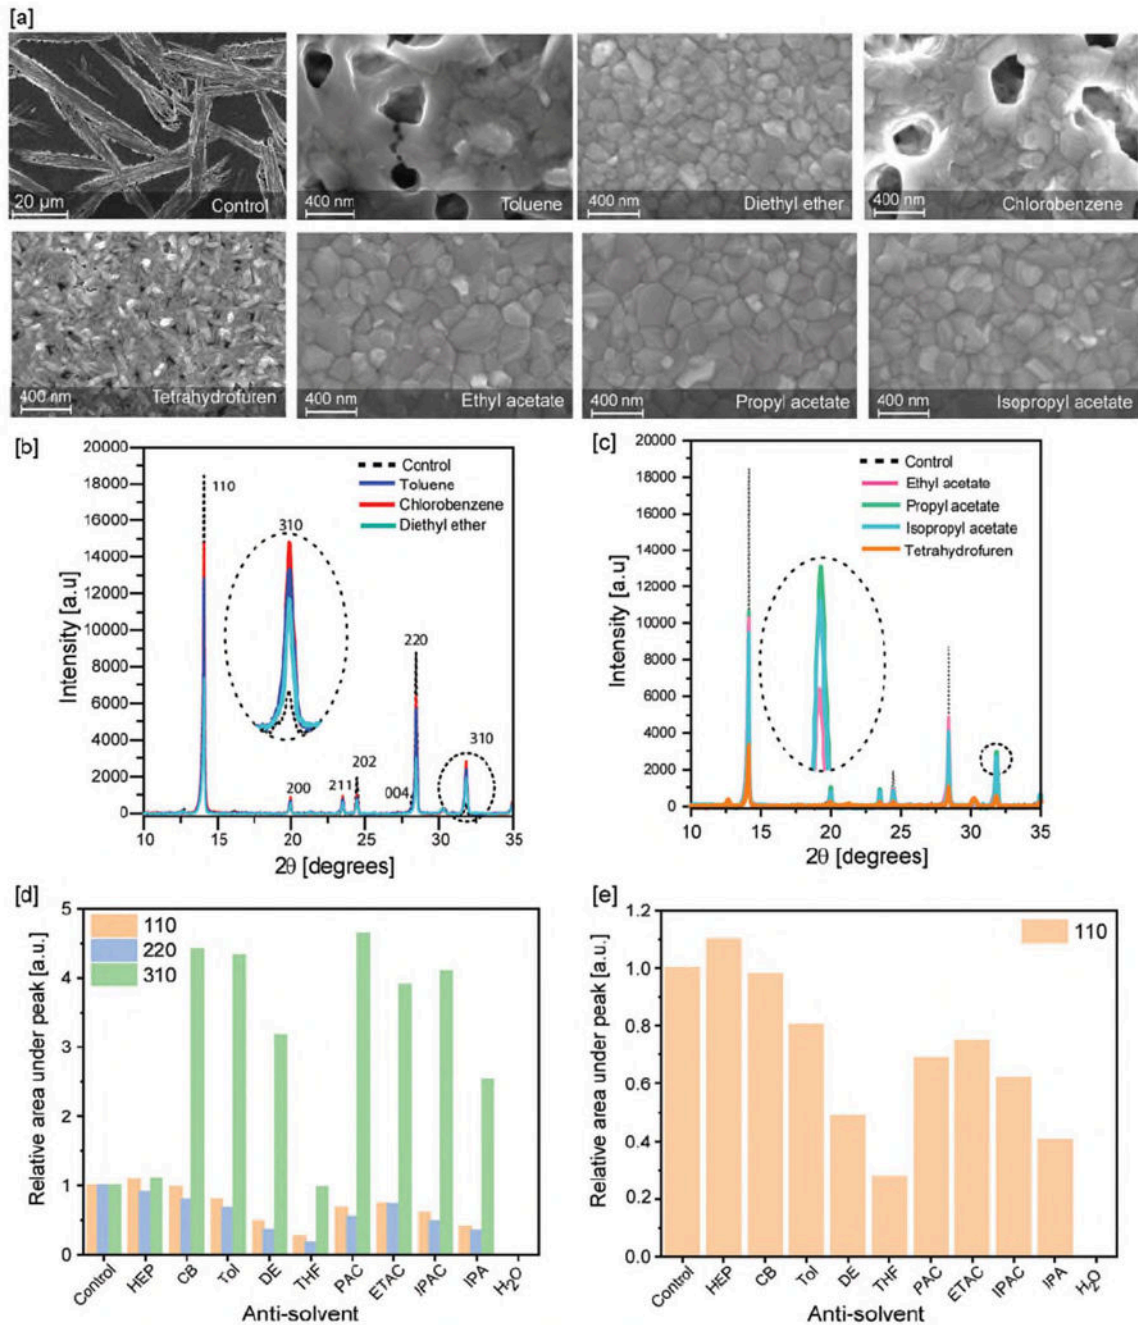 [a]
20 µm Control
400 nm Toluene
400 nm Diethyl ether
400 nm Chlorobenzene
400 nm Tetrahydrofuren
400 nm Ethyl acetate
400 nm Propyl acetate
400 nm Isopropyl acetate
[b]
20000
18000
16000
14000
12000
10000
8000
6000
4000
2000
0
Intensity [a.u]
Control
Toluene
Chlorobenzene
Diethyl ether
110
310
220
310
200
211
202
004
10 15 20 25 30 35
2θ [degrees]
[c]
20000
18000
16000
14000
12000
10000
8000
6000
4000
2000
0
Intensity [a.u]
Control
Ethyl acetate
Propyl acetate
Isopropyl acetate
Tetrahydrofuren
10 15 20 25 30 35
2θ [degrees]
[d]
5
4
3
2
1
0
Relative area under peak [a.u.]
110
220
310
Control HEP CB Tol DE THF PAC ETAC IPAC IPA H2O
Anti-solvent
[e]
1.2
1.0
0.8
0.6
0.4
0.2
0.0
Relative area under peak [a.u.]
110
Control HEP CB Tol DE THF PAC ETAC IPAC IPA H2O
Anti-solvent